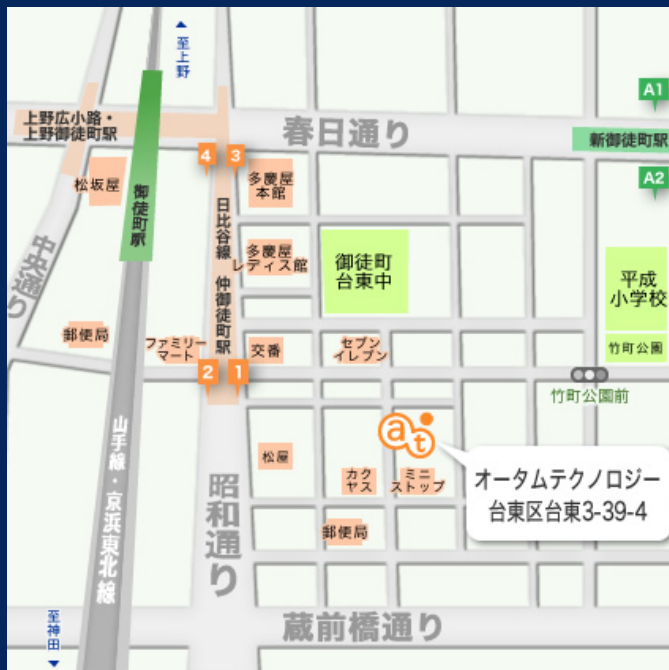 至上野
A1
上野広小路・
上野御徒町駅
春日通り
新御徒町駅
4
3
A2
松坂屋
多慶屋
本館
御徒町駅
日比谷線 仲御徒町駅
中央通り
多慶屋
レディス館
御徒町
台東中
平成
小学校
郵便局
ファミリー
マート
交番
セブン
イレブン
竹町公園
2
1
竹町公園前
山手線・京浜東北線
at
松屋
カク
ヤス
ミニ
ストップ
オータムテクノロジー
台東区台東3-39-4
昭和通り
郵便局
至神田
蔵前橋通り